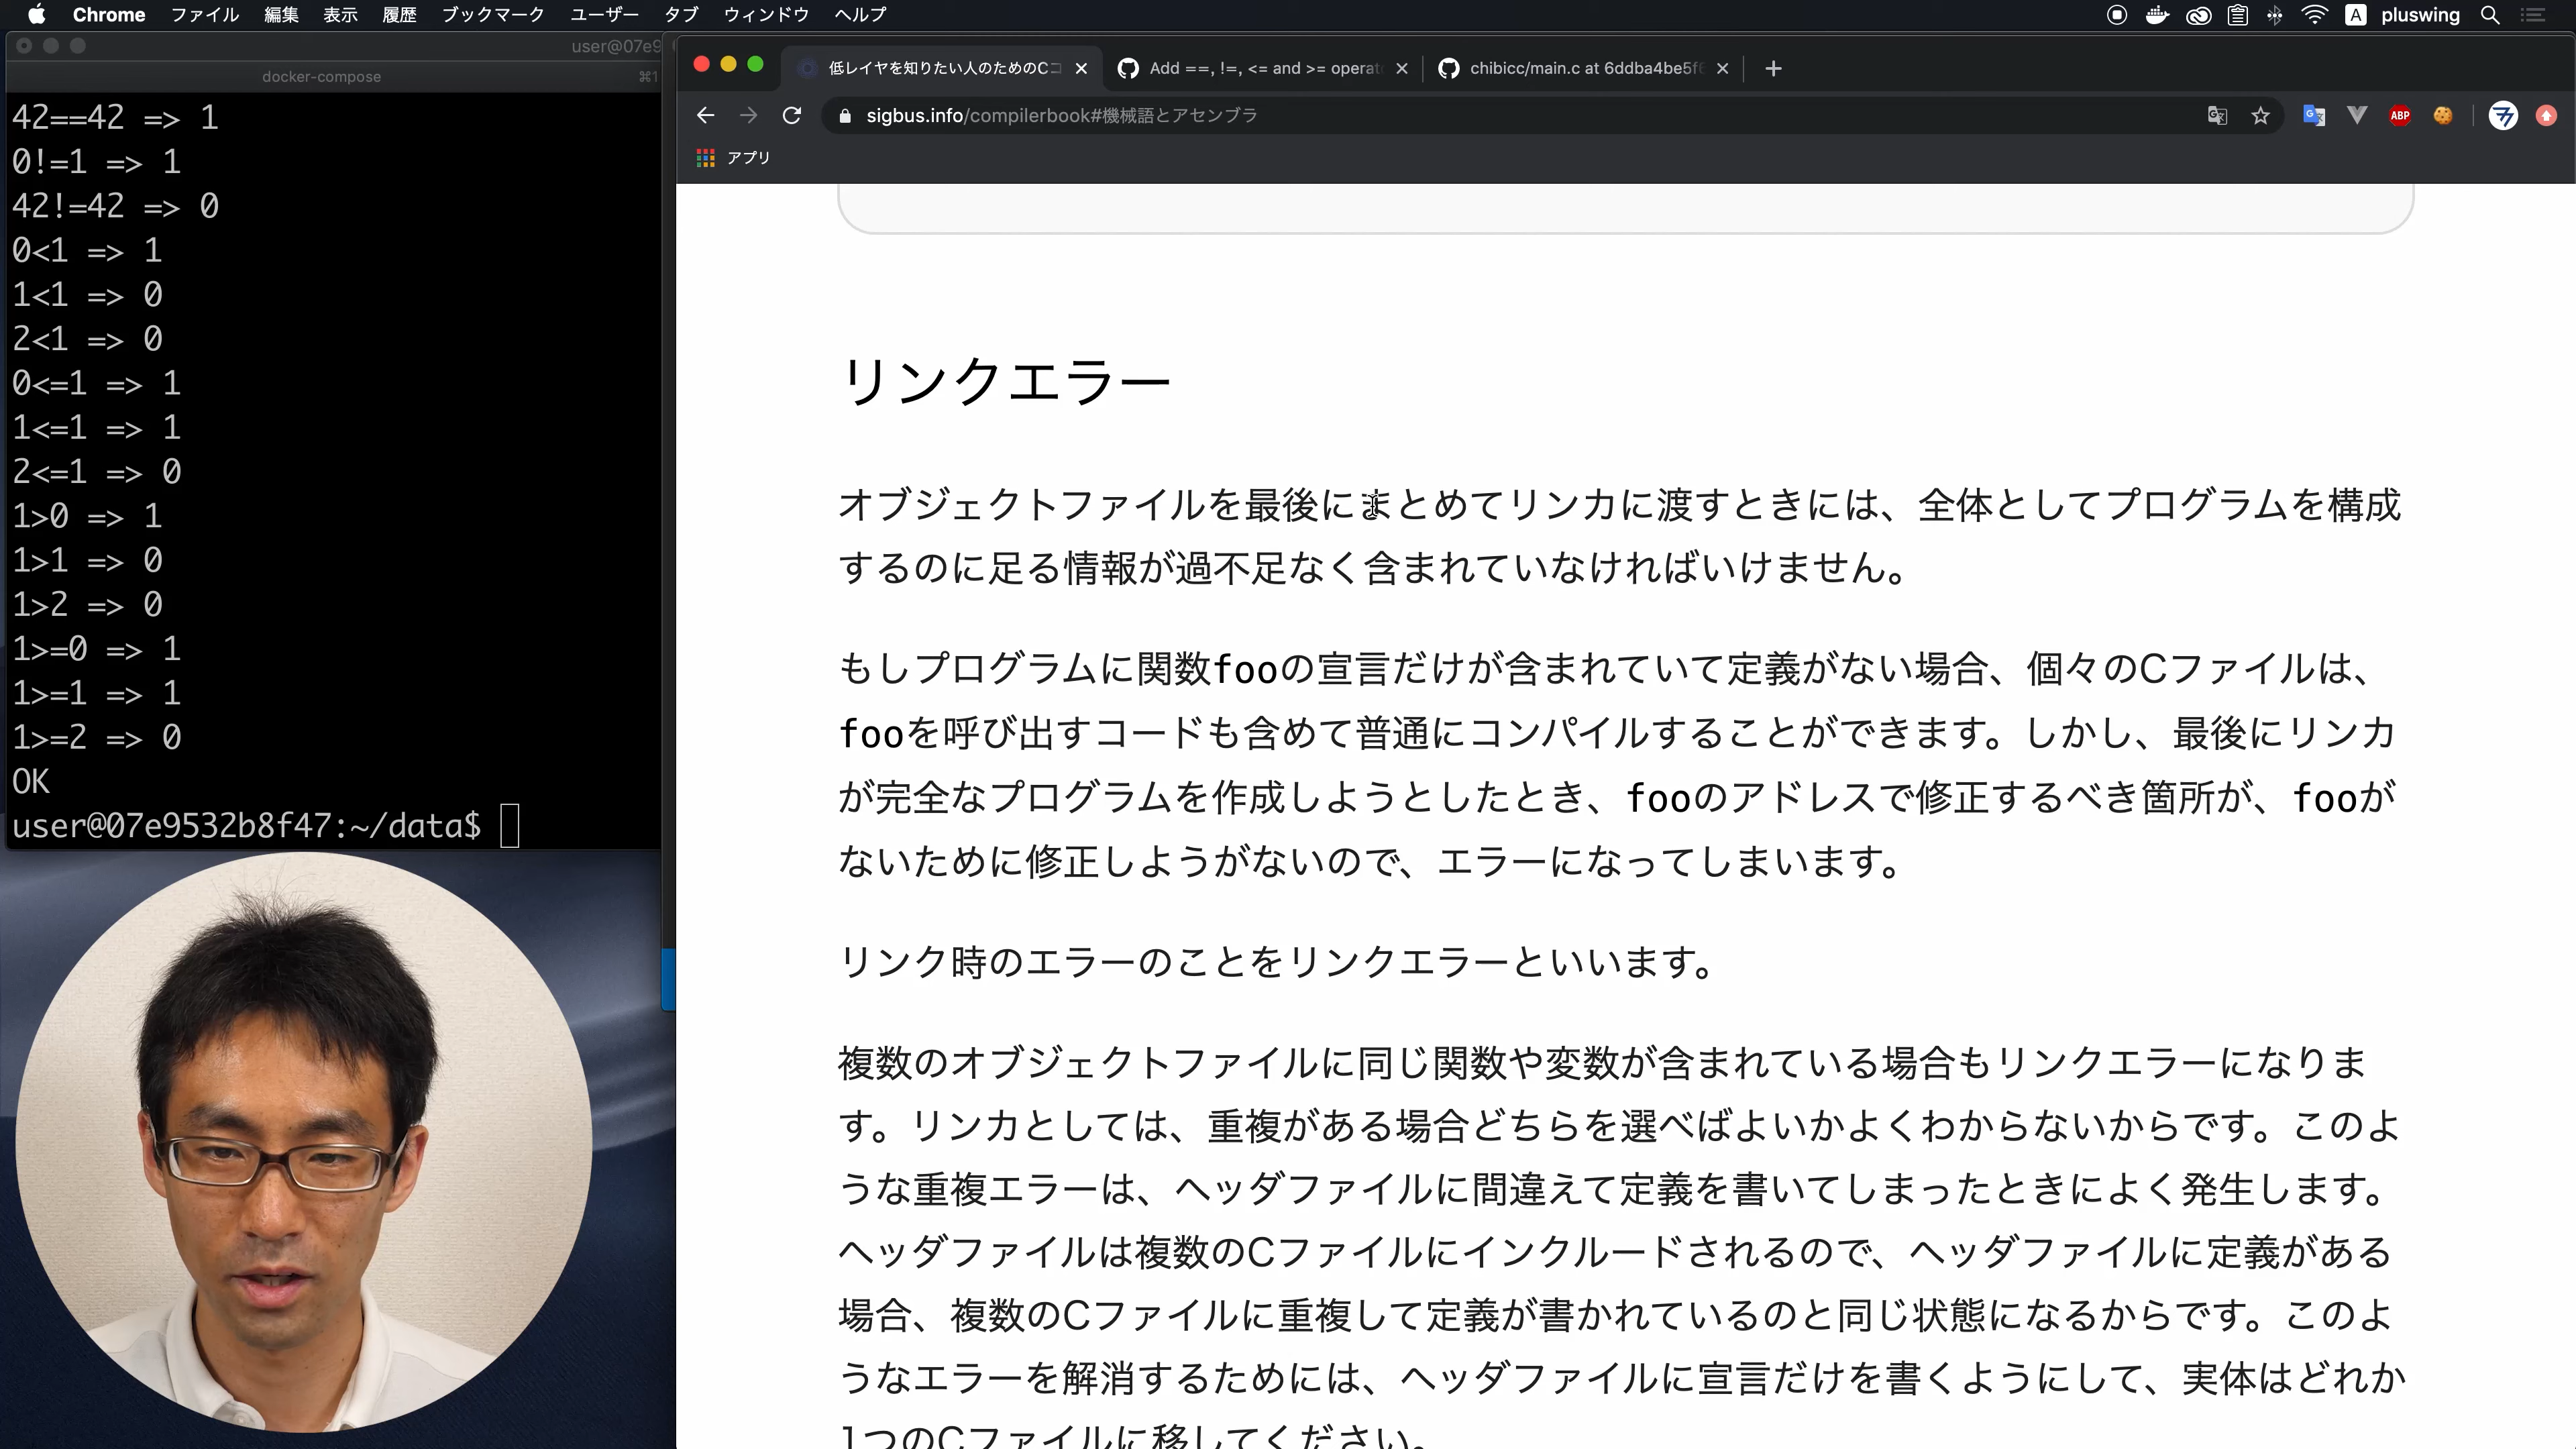 Chrome ファイル 編集 表示 履歴 ブックマーク ユーザー タブ ウィンドウ ヘルプ
A pluswing
user@07e9
docker-compose ⌘1
42==42 => 1
0!=1 => 1
42!=42 => 0
0<1 => 1
1<1 => 0
2<1 => 0
0<=1 => 1
1<=1 => 1
2<=1 => 0
1>0 => 1
1>1 => 0
1>2 => 0
1>=0 => 1
1>=1 => 1
1>=2 => 0
OK
user@07e9532b8f47:~/data$
低レイヤを知りたい人のためのCコ
Add ==, !=, <= and >= operat
chibicc/main.c at 6ddba4be5f6
sigbus.info/compilerbook#機械語とアセンブラ
ABP
アプリ
リンクエラー
オブジェクトファイルを最後にまとめてリンカに渡すときには、全体としてプログラムを構成
するのに足る情報が過不足なく含まれていなければいけません。
もしプログラムに関数fooの宣言だけが含まれていて定義がない場合、個々のCファイルは、
fooを呼び出すコードも含めて普通にコンパイルすることができます。しかし、最後にリンカ
が完全なプログラムを作成しようとしたとき、fooのアドレスで修正するべき箇所が、fooが
ないために修正しようがないので、エラーになってしまいます。
リンク時のエラーのことをリンクエラーといいます。
複数のオブジェクトファイルに同じ関数や変数が含まれている場合もリンクエラーになりま
す。リンカとしては、重複がある場合どちらを選べばよいかよくわからないからです。このよ
うな重複エラーは、ヘッダファイルに間違えて定義を書いてしまったときによく発生します。
ヘッダファイルは複数のCファイルにインクルードされるので、ヘッダファイルに定義がある
場合、複数のCファイルに重複して定義が書かれているのと同じ状態になるからです。このよ
うなエラーを解消するためには、ヘッダファイルに宣言だけを書くようにして、実体はどれか
1つのCファイルに移してください。